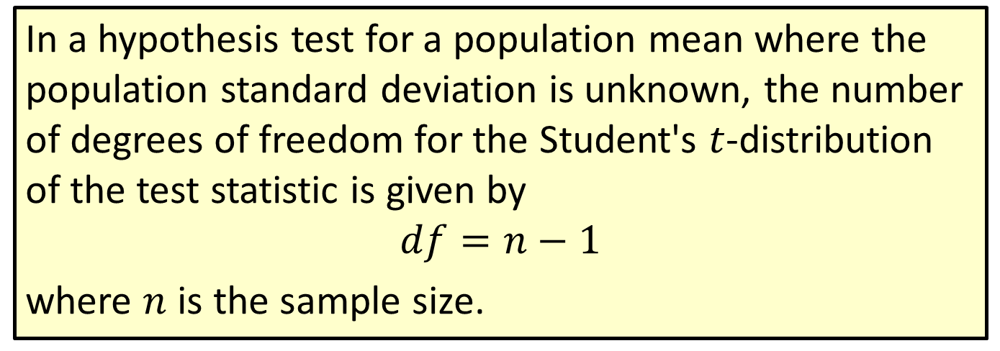 In a hypothesis test for a population mean where the
population standard deviation is unknown, the number
of degrees of freedom for the Student's t-distribution
of the test statistic is given by
df = n − 1
where n is the sample size.